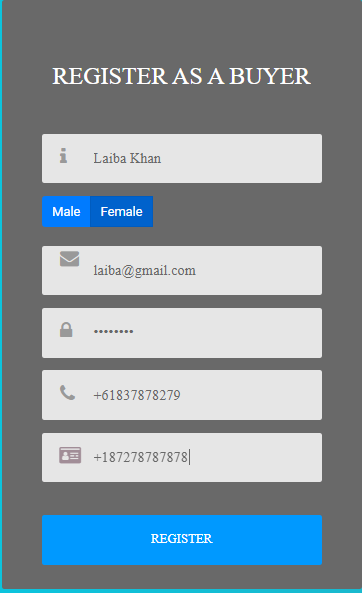 REGISTER AS A BUYER
Laiba Khan
Male Female
laiba@gmail.com
••••••••
+61837878279
+187278787878
REGISTER